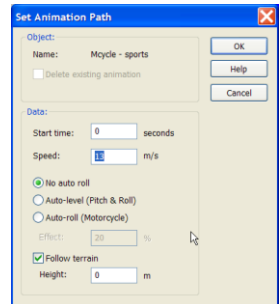 Set Animation Path
Object:
Name: Mcycle - sports
Delete existing animation
OK
Help
Cancel
Data:
Start time: 0 seconds
Speed: 13 m/s
No auto roll
Auto-level (Pitch & Roll)
Auto-roll (Motorcycle)
Effect: 20 %
Follow terrain
Height: 0 m